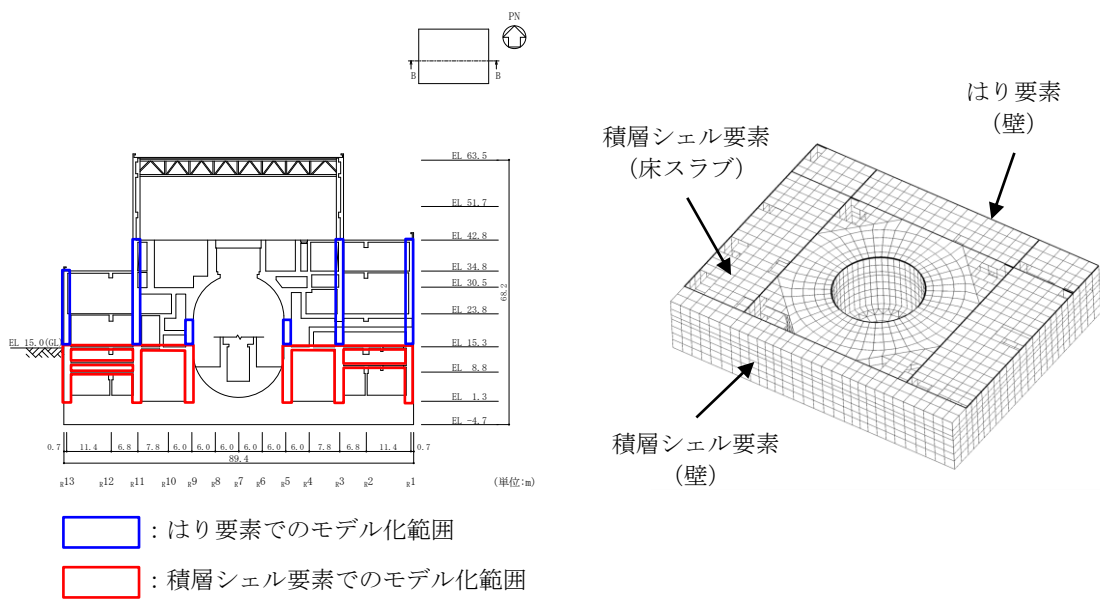 PN
B
B
EL 63.5
EL 51.7
EL 42.8
EL 34.8
EL 30.5
EL 23.8
EL 15.0(GL)
EL 15.3
EL 8.8
EL 1.3
EL -4.7
68.2
0.7 11.4 6.8 7.8 6.0 6.0 6.0 6.0 6.0 6.0 7.8 6.8 11.4 0.7
89.4
R13 R12 R11 R10 R9 R8 R7 R6 R5 R4 R3 R2 R1 (単位:m)
:はり要素でのモデル化範囲
:積層シェル要素でのモデル化範囲
はり要素
(壁)
積層シェル要素
(床スラブ)
積層シェル要素
(壁)